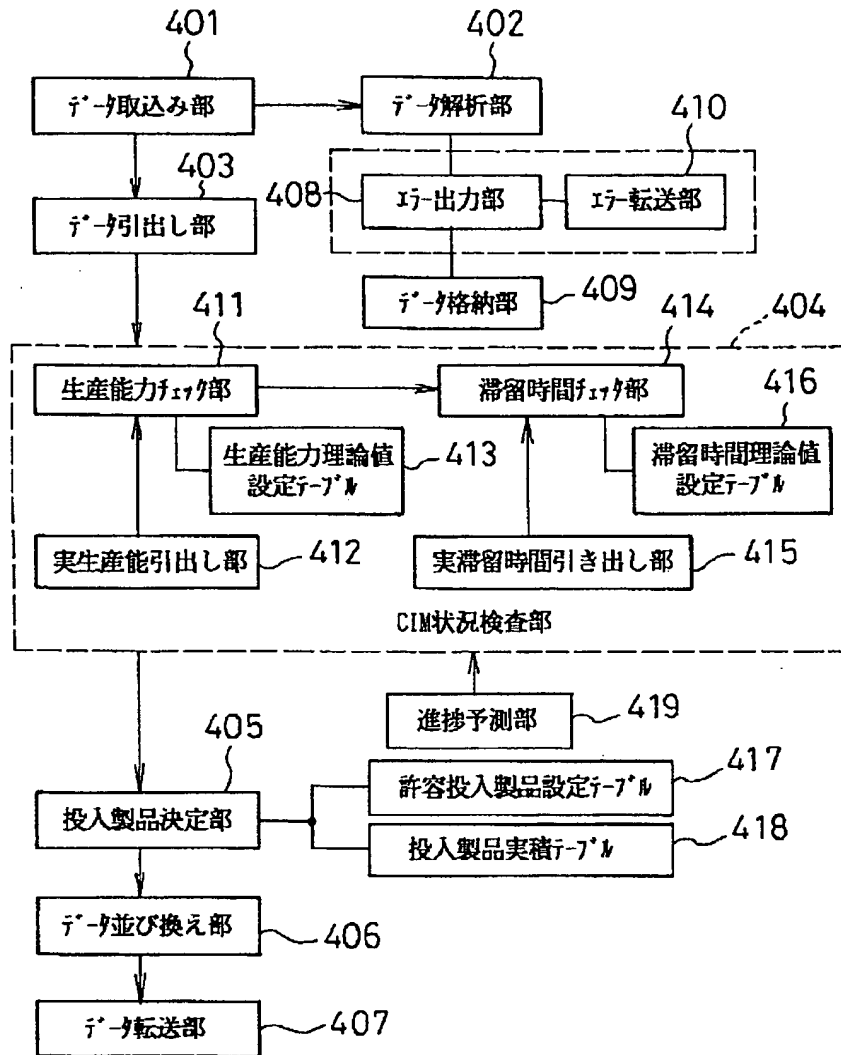 401
402
データ取込み部
データ解析部
410
403
408
エラー出力部
エラー転送部
データ引出し部
データ格納部
409
411
414
404
生産能力チェック部
滞留時間チェック部
416
生産能力理論値
設定テーブル
413
滞留時間理論値
設定テーブル
実生産能引出し部
412
実滞留時間引き出し部
415
CIM状況検査部
進捗予測部
419
405
許容投入製品設定テーブル
417
投入製品決定部
投入製品実積テーブル
418
データ並び換え部
406
データ転送部
407